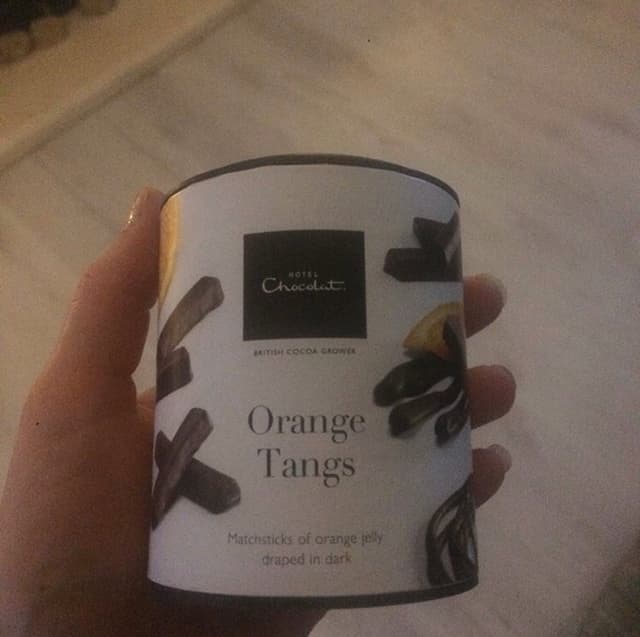 HOTEL
Chocolat.
BRITISH COCOA GROWER
Orange
Tangs
Matchsticks of orange jelly
draped in dark